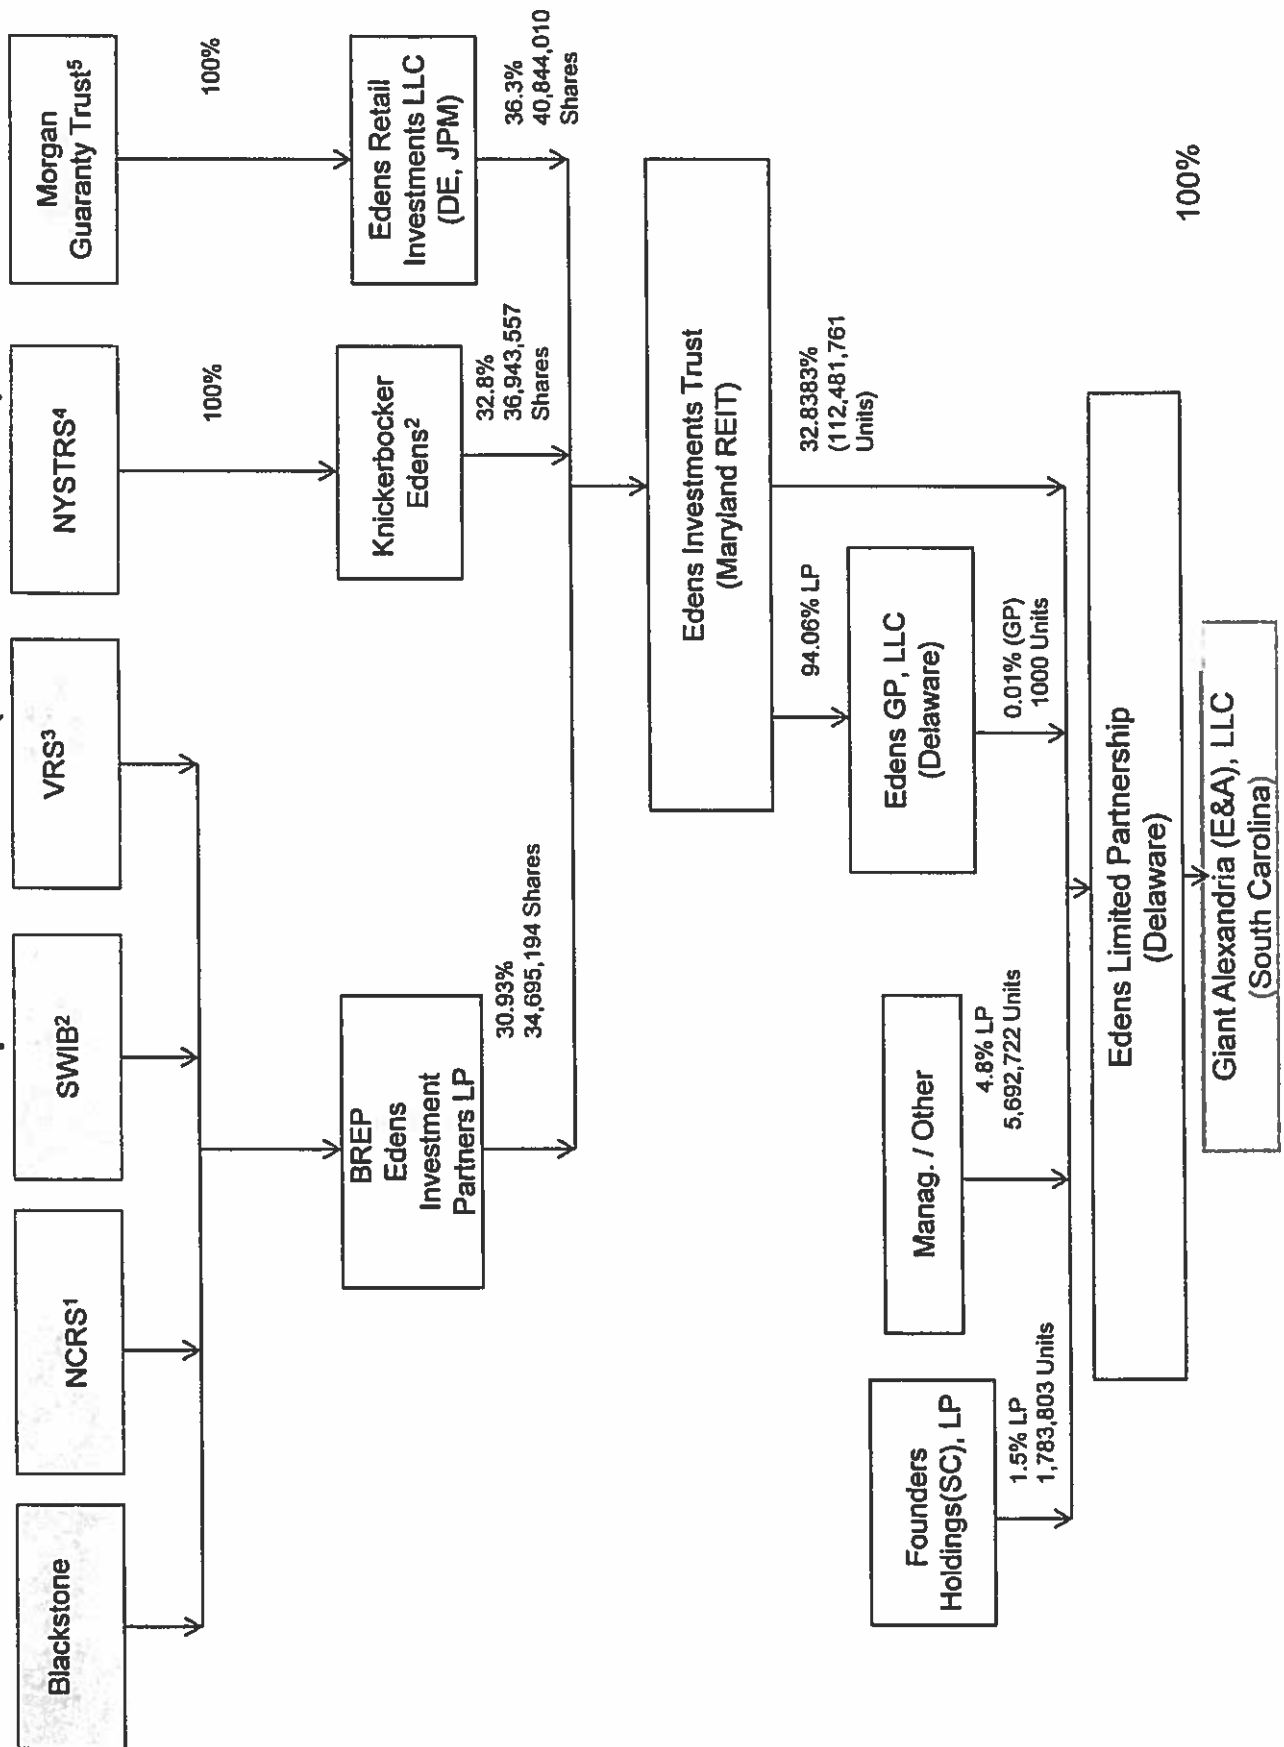 Blackstone
NCRS1
SWIB2
VRS3
NYSTRS4
Morgan
Guaranty Trust5
100%
100%
BREP
Edens
Investment
Partners LP
Knickerbocker
Edens2
Edens Retail
Investments LLC
(DE, JPM)
30.93%
34,695,194 Shares
32.8%
36,943,557
Shares
36.3%
40,844,010
Shares
Edens Investments Trust
(Maryland REIT)
94.06% LP
32.8383%
(112,481,761
Units)
Founders
Holdings(SC), LP
Manag. / Other
Edens GP, LLC
(Delaware)
1.5% LP
1,783,803 Units
4.8% LP
5,692,722 Units
0.01% (GP)
1000 Units
Edens Limited Partnership
(Delaware)
100%
Giant Alexandria (E&A), LLC
(South Carolina)